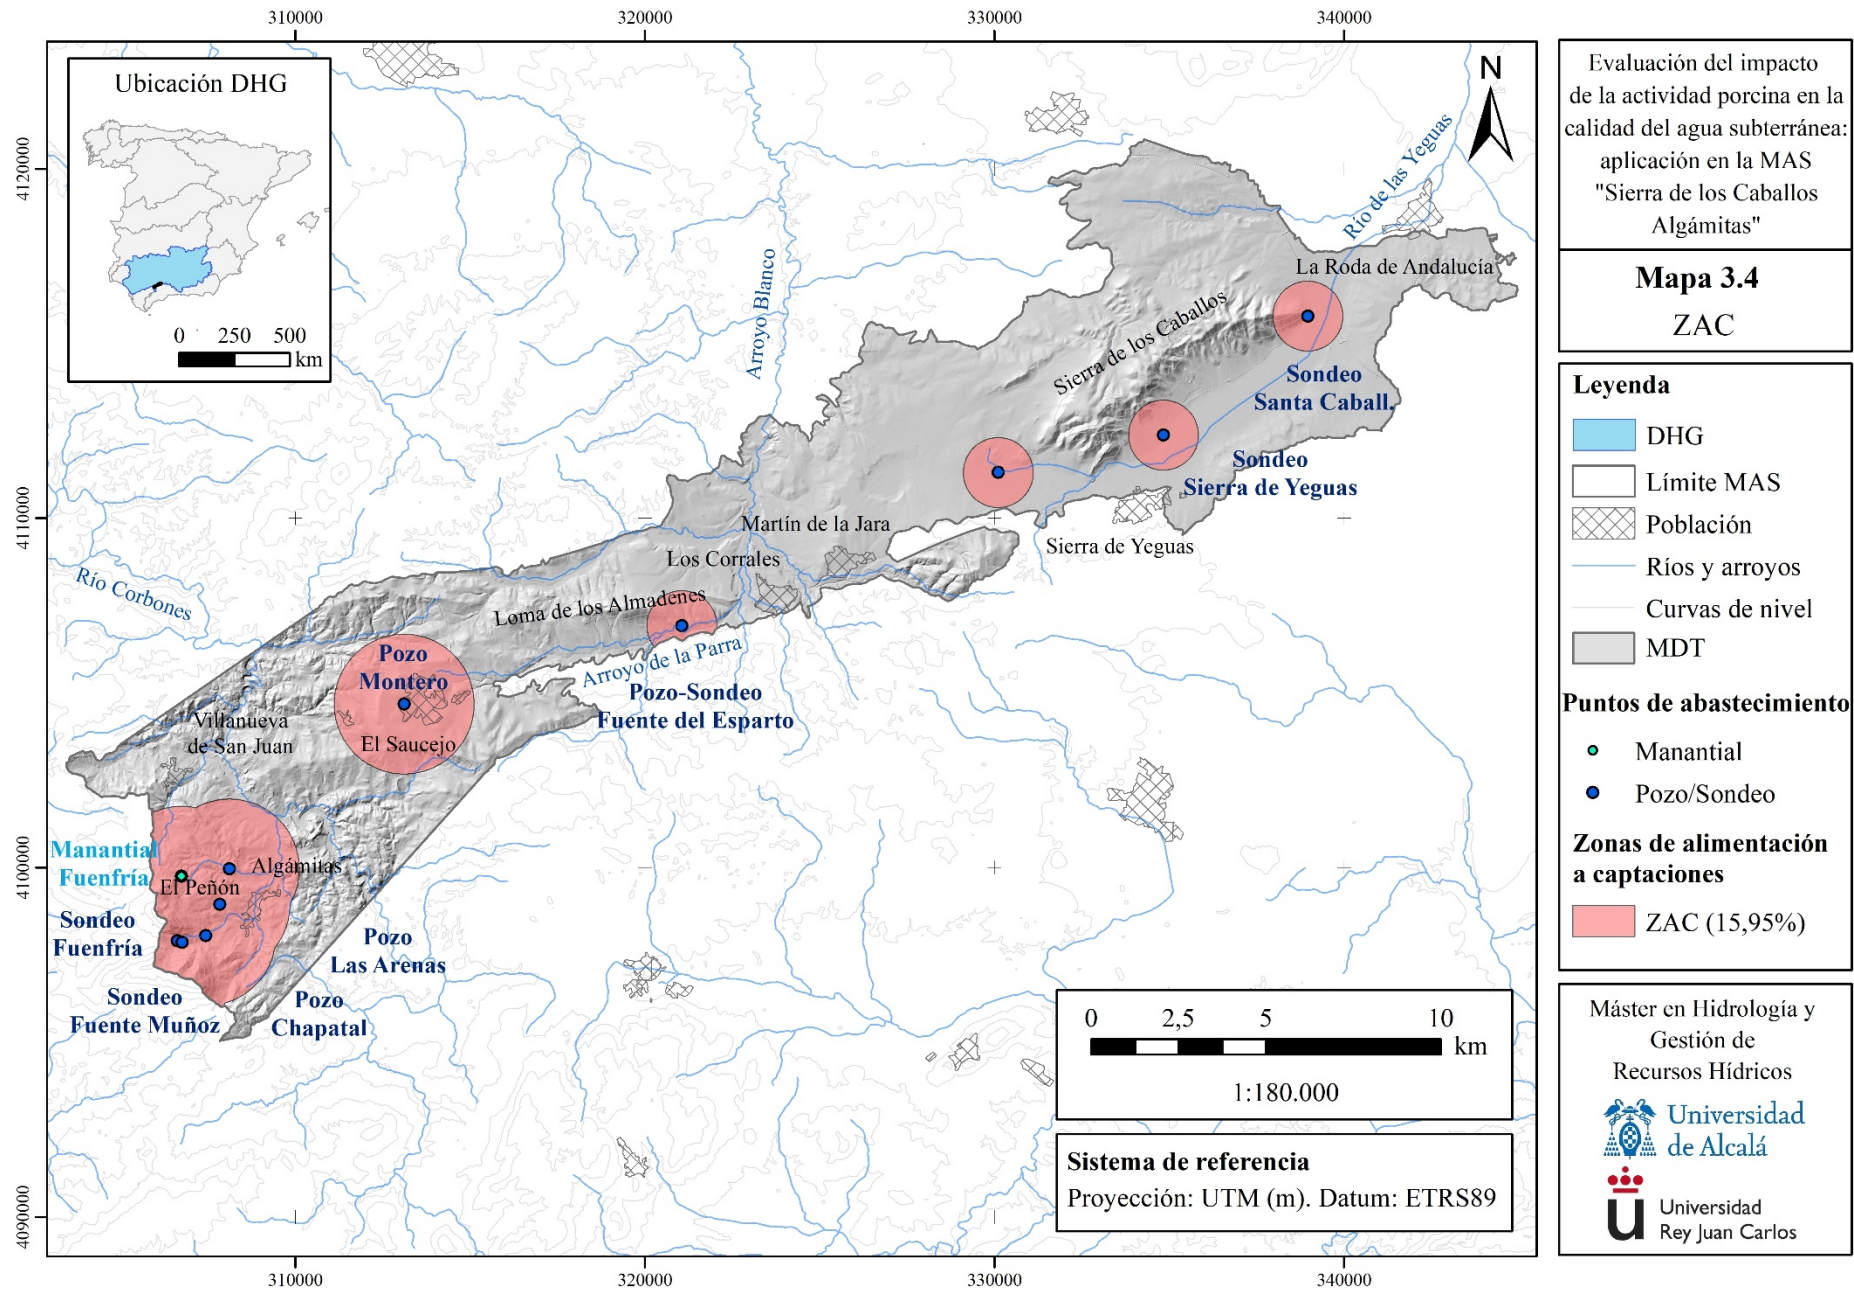 310000
320000
330000
340000
4120000
4110000
4100000
4090000
Ubicación DHG
0 250 500
km
N
Río de las Yeguas
La Roda de Andalucía
Arroyo Blanco
Sierra de los Caballos
Sondeo
Santa Caball.
Sondeo
Sierra de Yeguas
Martín de la Jara
Los Corrales
Sierra de Yeguas
Río Corbones
Loma de los Almadenes
Arroyo de la Parra
Pozo
Montero
Pozo-Sondeo
Fuente del Esparto
Villanueva
de San Juan
El Saucejo
Manantial
Fuenfría
Algámitas
El Peñón
Sondeo
Fuenfría
Pozo
Las Arenas
Sondeo
Fuente Muñoz
Pozo
Chapatal
0 2,5 5 10
km
1:180.000
Sistema de referencia
Proyección: UTM (m). Datum: ETRS89
310000
320000
330000
340000
Evaluación del impacto
de la actividad porcina en la
calidad del agua subterránea:
aplicación en la MAS
"Sierra de los Caballos
Algámitas"
Mapa 3.4
ZAC
Leyenda
DHG
Límite MAS
Población
Ríos y arroyos
Curvas de nivel
MDT
Puntos de abastecimiento
Manantial
Pozo/Sondeo
Zonas de alimentación
a captaciones
ZAC (15,95%)
Máster en Hidrología y
Gestión de
Recursos Hídricos
Universidad
de Alcalá
u
Universidad
Rey Juan Carlos